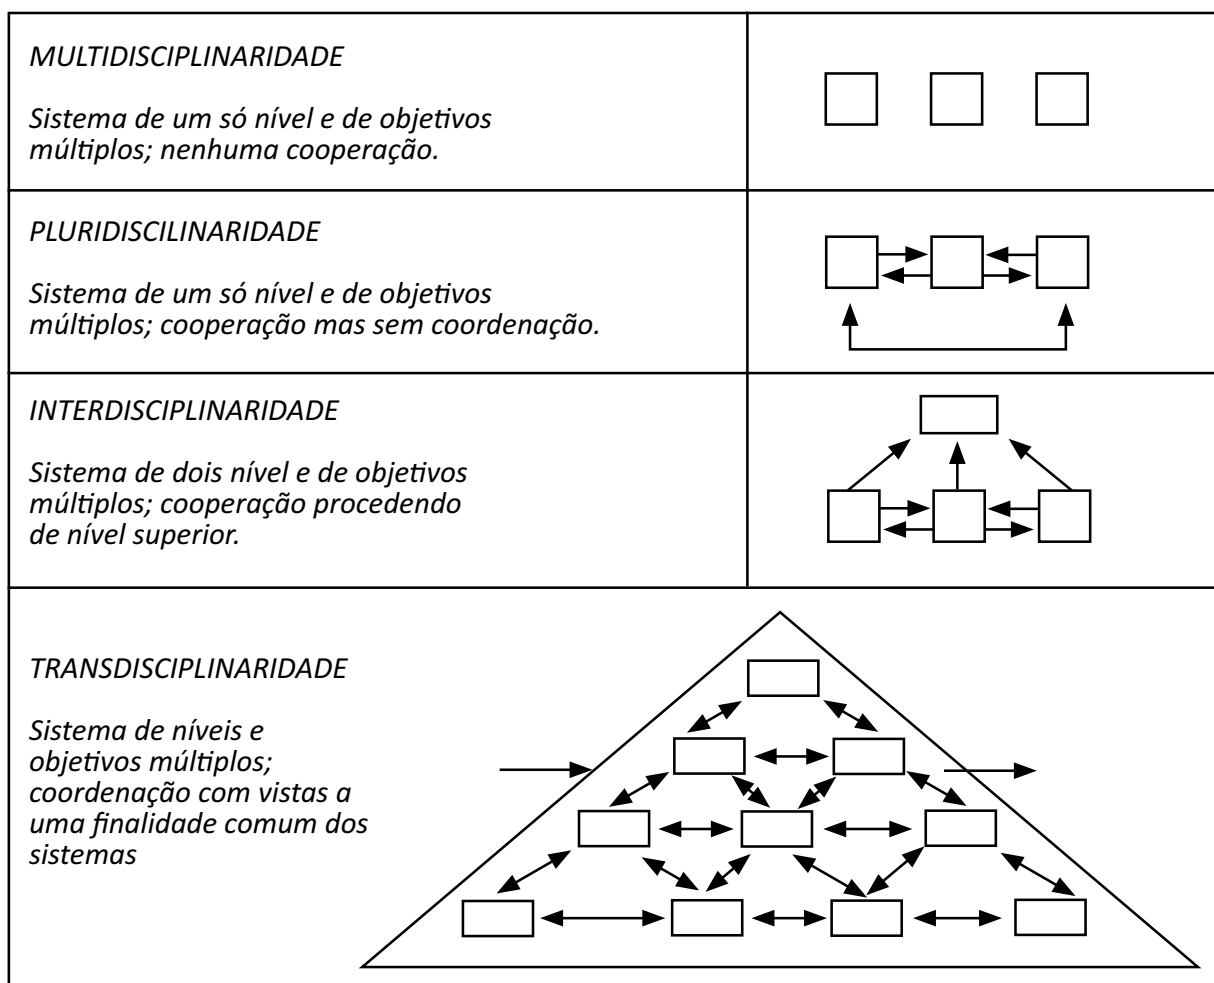 MULTIDISCIPLINARIDADE
Sistema de um só nível e de objetivos
múltiplos; nenhuma cooperação.
PLURIDISCILINARIDADE
Sistema de um só nível e de objetivos
múltiplos; cooperação mas sem coordenação.
INTERDISCIPLINARIDADE
Sistema de dois nível e de objetivos
múltiplos; cooperação procedendo
de nível superior.
TRANSDISCIPLINARIDADE
Sistema de níveis e
objetivos múltiplos;
coordenação com vistas a
uma finalidade comum dos
sistemas